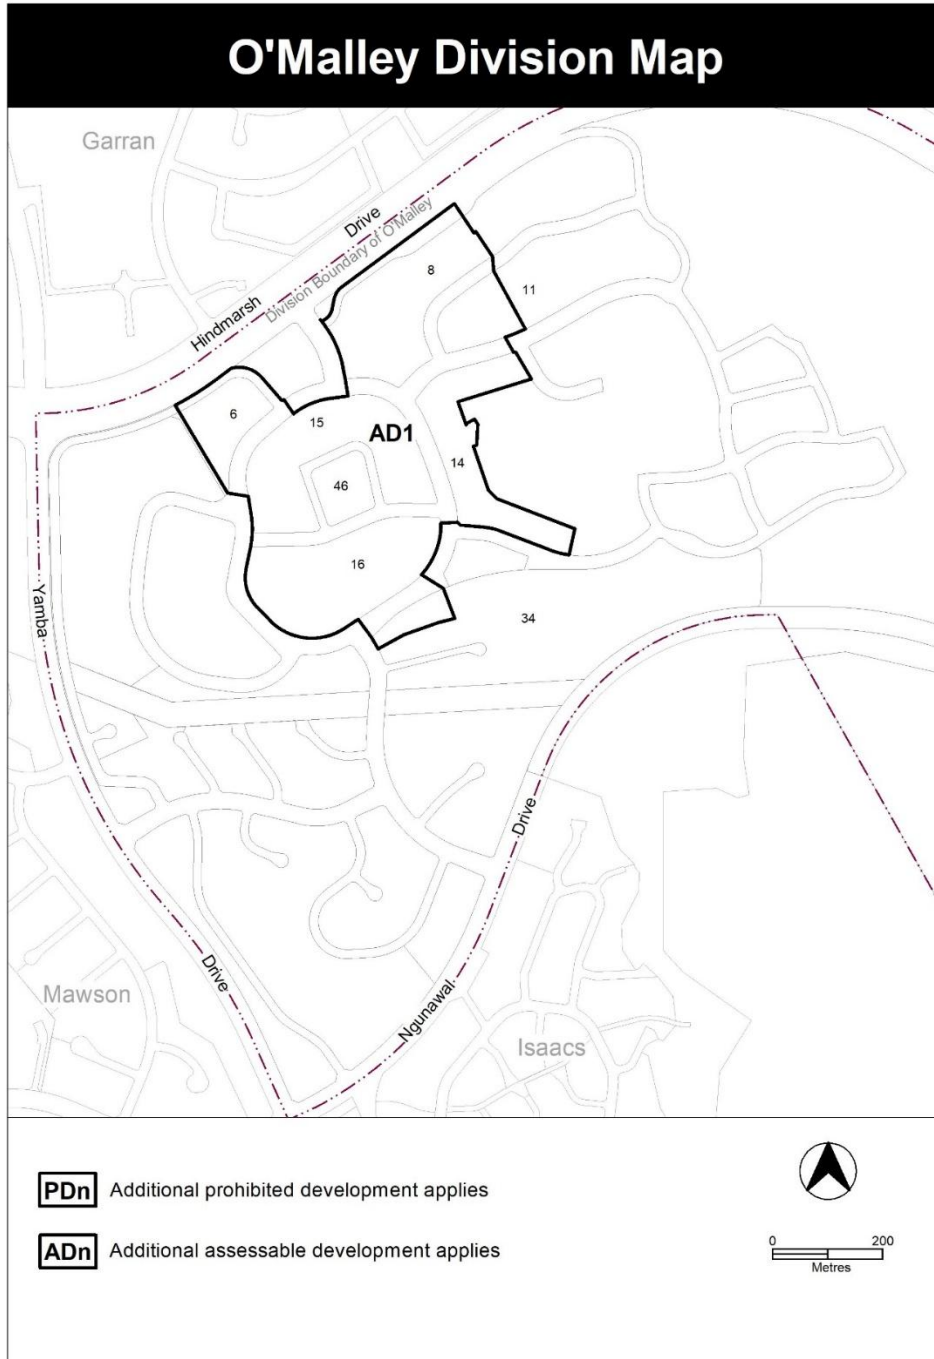 O'Malley Division Map
Garran
Drive
Division Boundary of O'Malley
Hindmarsh
8
11
6
15
AD1
14
46
16
34
Yamba
Drive
Drive
Ngunawal
Mawson
Isaacs
PDn Additional prohibited development applies
ADn Additional assessable development applies
0 200
Metres